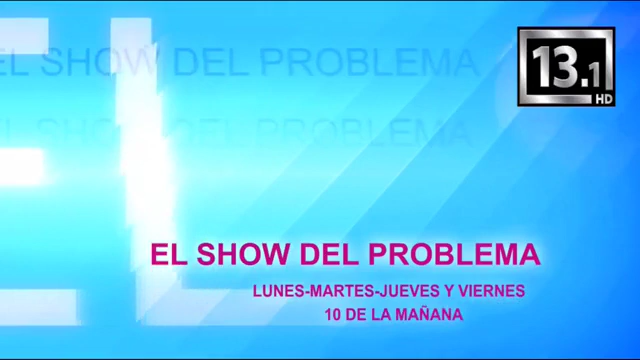 EL SHOW DEL PROBLEMA
13.1
HD
EL SHOW DEL PROBLEMA
EL
EL SHOW DEL PROBLEMA
LUNES-MARTES-JUEVES Y VIERNES
10 DE LA MAÑANA